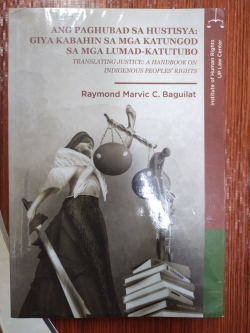 ANG PAGHUBAD SA HUSTISYA:
GIYA KABAHIN SA MGA KATUNGOD
SA MGA LUMAD-KATUTUBO
TRANSLATING JUSTICE: A HANDBOOK ON
INDIGENOUS PEOPLES' RIGHTS
Raymond Marvic C. Baguilat
Institute of Human Rights
UP Law Center